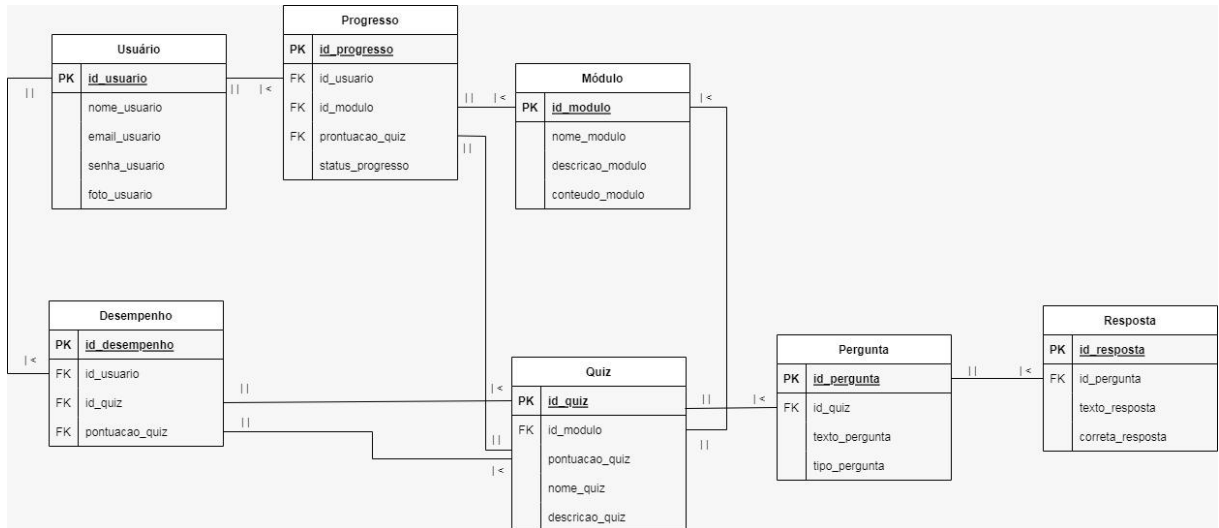 Progresso
PK id_progresso
FK id_usuario
FK id_modulo
FK prontuacao_quiz
status_progresso
Usuário
PK id_usuario
nome_usuario
email_usuario
senha_usuario
foto_usuario
Módulo
PK id_modulo
nome_modulo
descricao_modulo
conteudo_modulo
Desempenho
PK id_desempenho
FK id_usuario
FK id_quiz
FK pontuacao_quiz
Quiz
PK id_quiz
FK id_modulo
pontuacao_quiz
nome_quiz
descricao_quiz
Pergunta
PK id_pergunta
FK id_quiz
texto_pergunta
tipo_pergunta
Resposta
PK id_resposta
FK id_pergunta
texto_resposta
correta_resposta